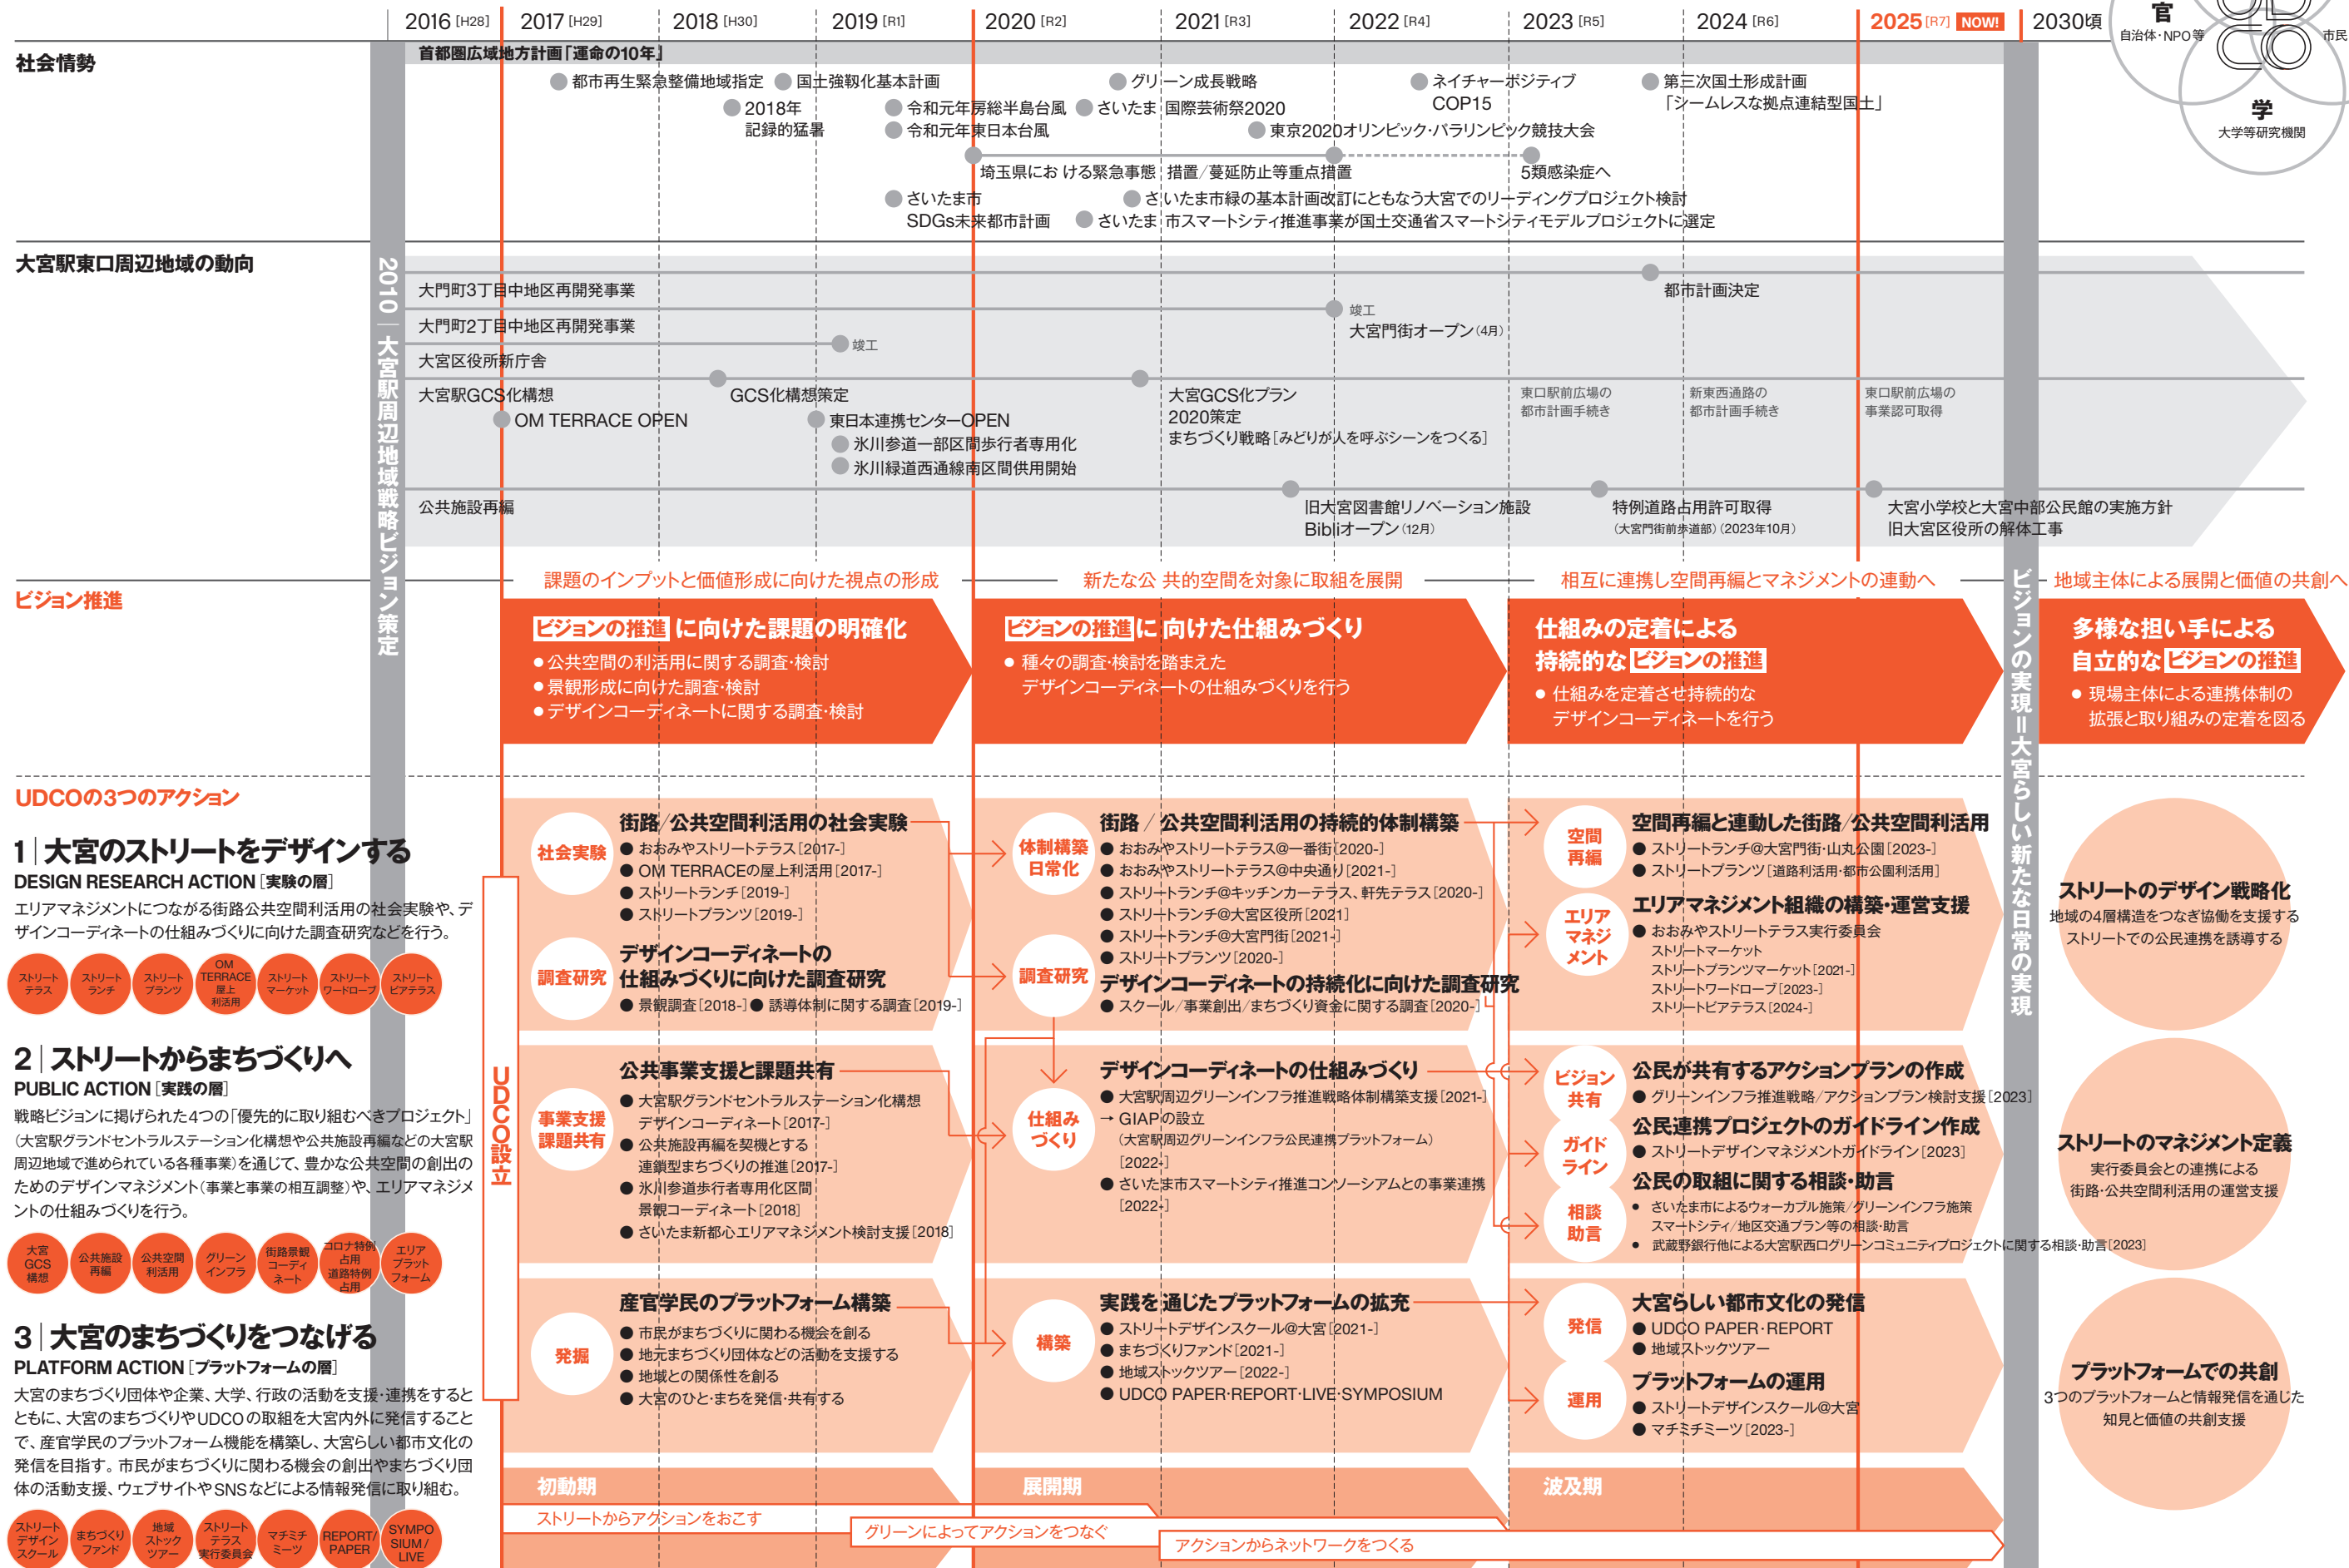 2016 [H28] 2017 [H29] 2018 [H30] 2019 [R1] 2020 [R2] 2021 [R3] 2022 [R4] 2023 [R5] 2024 [R6] 2025 [R7] NOW! 2030頃
官
自治体・NPO等
市民
学
大学等研究機関
社会情勢
首都圏広域地方計画「運命の10年」
都市再生緊急整備地域指定
国土強靱化基本計画
グリーン成長戦略
ネイチャーポジティブ
COP15
第三次国土形成計画
「シームレスな拠点連結型国土」
2018年
記録的猛暑
令和元年房総半島台風
さいたま国際芸術祭2020
令和元年東日本台風
東京2020オリンピック・パラリンピック競技大会
埼玉県における緊急事態措置/蔓延防止等重点措置
5類感染症へ
さいたま市
SDGs未来都市計画
さいたま市緑の基本計画改訂にともなう大宮でのリーディングプロジェクト検討
さいたま市スマートシティ推進事業が国土交通省スマートシティモデルプロジェクトに選定
大宮駅東口周辺地域の動向
2010|大宮駅周辺地域戦略ビジョン策定
大門町3丁目中地区再開発事業
都市計画決定
大門町2丁目中地区再開発事業
竣工
大宮門街オープン(4月)
大宮区役所新庁舎
竣工
大宮駅GCS化構想
GCS化構想策定
大宮GCS化プラン
2020策定
まちづくり戦略[みどりが人を呼ぶシーンをつくる]
東口駅前広場の
都市計画手続き
新東西通路の
都市計画手続き
東口駅前広場の
事業認可取得
OM TERRACE OPEN
東日本連携センターOPEN
氷川参道一部区間歩行者専用化
氷川緑道西通線南区間供用開始
公共施設再編
旧大宮図書館リノベーション施設
Bibliオープン(12月)
特例道路占用許可取得
(大宮門街前歩道部)(2023年10月)
大宮小学校と大宮中部公民館の実施方針
旧大宮区役所の解体工事
ビジョン推進
課題のインプットと価値形成に向けた視点の形成
新たな公共的空間を対象に取組を展開
相互に連携し空間再編とマネジメントの連動へ
地域主体による展開と価値の共創へ
ビジョンの推進に向けた課題の明確化
●公共空間の利活用に関する調査・検討
●景観形成に向けた調査・検討
●デザインコーディネートに関する調査・検討
ビジョンの推進に向けた仕組みづくり
● 種々の調査・検討を踏まえた
デザインコーディネートの仕組みづくりを行う
仕組みの定着による
持続的なビジョンの推進
● 仕組みを定着させ持続的な
デザインコーディネートを行う
ビジョンの実現=大宮らしい新たな日常の実現
多様な担い手による
自立的なビジョンの推進
● 現場主体による連携体制の
拡張と取り組みの定着を図る
UDCOの3つのアクション
1|大宮のストリートをデザインする
DESIGN RESEARCH ACTION [実験の層]
エリアマネジメントにつながる街路公共空間利活用の社会実験や、デ
ザインコーディネートの仕組みづくりに向けた調査研究などを行う。
ストリート
テラス
ストリート
ランチ
ストリート
プランツ
OM
TERRACE
屋上
利活用
ストリート
マーケット
ストリート
ワードローブ
ストリート
ビアテラス
UDCO設立
社会実験
街路/公共空間利活用の社会実験
● おおみやストリートテラス[2017-]
● OM TERRACEの屋上利活用[2017-]
● ストリートランチ[2019-]
● ストリートプランツ[2019-]
調査研究
デザインコーディネートの
仕組みづくりに向けた調査研究
● 景観調査[2018-]● 誘導体制に関する調査[2019-]
体制構築
日常化
街路 / 公共空間利活用の持続的体制構築
● おおみやストリートテラス@一番街[2020-]
● おおみやストリートテラス@中央通り[2021-]
● ストリートランチ@キッチンカーテラス、軒先テラス[2020-]
● ストリートランチ@大宮区役所[2021]
● ストリートランチ@大宮門街[2021-]
● ストリートプランツ[2020-]
調査研究
デザインコーディネートの持続化に向けた調査研究
● スクール/事業創出/まちづくり資金に関する調査[2020-]
空間
再編
空間再編と連動した街路/公共空間利活用
● ストリートランチ@大宮門街・山丸公園[2023-]
● ストリートプランツ[道路利活用・都市公園利活用]
エリア
マネジ
メント
エリアマネジメント組織の構築・運営支援
● おおみやストリートテラス実行委員会
ストリートマーケット
ストリートプランツマーケット[2021-]
ストリートワードローブ[2023-]
ストリートビアテラス[2024-]
ストリートのデザイン戦略化
地域の4層構造をつなぎ協働を支援する
ストリートでの公民連携を誘導する
2|ストリートからまちづくりへ
PUBLIC ACTION [実践の層]
戦略ビジョンに掲げられた4つの「優先的に取り組むべきプロジェクト」
(大宮駅グランドセントラルステーション化構想や公共施設再編などの大宮駅
周辺地域で進められている各種事業)を通じて、豊かな公共空間の創出の
ためのデザインマネジメント(事業と事業の相互調整)や、エリアマネジメ
ントの仕組みづくりを行う。
大宮
GCS
構想
公共施設
再編
公共空間
利活用
グリーン
インフラ
街路景観
コーディ
ネート
コロナ特例
占用
道路特例
占用
エリア
プラット
フォーム
事業支援
課題共有
公共事業支援と課題共有
● 大宮駅グランドセントラルステーション化構想
デザインコーディネート[2017-]
● 公共施設再編を契機とする
連鎖型まちづくりの推進[2017-]
● 氷川参道歩行者専用化区間
景観コーディネート[2018]
● さいたま新都心エリアマネジメント検討支援[2018]
仕組み
づくり
デザインコーディネートの仕組みづくり
● 大宮駅周辺グリーンインフラ推進戦略体制構築支援[2021-]
→ GIAPの設立
(大宮駅周辺グリーンインフラ公民連携プラットフォーム)
[2022-]
● さいたま市スマートシティ推進コンソーシアムとの事業連携
[2022-]
ビジョン
共有
公民が共有するアクションプランの作成
● グリーンインフラ推進戦略/アクションプラン検討支援[2023]
ガイド
ライン
公民連携プロジェクトのガイドライン作成
● ストリートデザインマネジメントガイドライン[2023]
相談
助言
公民の取組に関する相談・助言
● さいたま市によるウォーカブル施策/グリーンインフラ施策
スマートシティ/地区交通プラン等の相談・助言
● 武蔵野銀行他による大宮駅西口グリーンコミュニティプロジェクトに関する相談・助言[2023]
ストリートのマネジメント定義
実行委員会との連携による
街路・公共空間利活用の運営支援
3|大宮のまちづくりをつなげる
PLATFORM ACTION [プラットフォームの層]
大宮のまちづくり団体や企業、大学、行政の活動を支援・連携をすると
ともに、大宮のまちづくりやUDCOの取組を大宮内外に発信すること
で、産官学民のプラットフォーム機能を構築し、大宮らしい都市文化の
発信を目指す。市民がまちづくりに関わる機会の創出やまちづくり団
体の活動支援、ウェブサイトやSNSなどによる情報発信に取り組む。
ストリート
デザイン
スクール
まちづくり
ファンド
地域
ストック
ツアー
ストリート
テラス
実行委員会
マチミチ
ミーツ
REPORT/
PAPER
SYMPO
SIUM /
LIVE
発掘
産官学民のプラットフォーム構築
● 市民がまちづくりに関わる機会を創る
● 地元まちづくり団体などの活動を支援する
● 地域との関係性を創る
● 大宮のひと・まちを発信・共有する
構築
実践を通じたプラットフォームの拡充
● ストリートデザインスクール@大宮[2021-]
● まちづくりファンド[2021-]
● 地域ストックツアー[2022-]
● UDCO PAPER・REPORT・LIVE・SYMPOSIUM
発信
大宮らしい都市文化の発信
● UDCO PAPER・REPORT
● 地域ストックツアー
運用
プラットフォームの運用
● ストリートデザインスクール@大宮
● マチミチミーツ[2023-]
プラットフォームでの共創
3つのプラットフォームと情報発信を通じた
知見と価値の共創支援
初動期
展開期
波及期
ストリートからアクションをおこす
グリーンによってアクションをつなぐ
アクションからネットワークをつくる